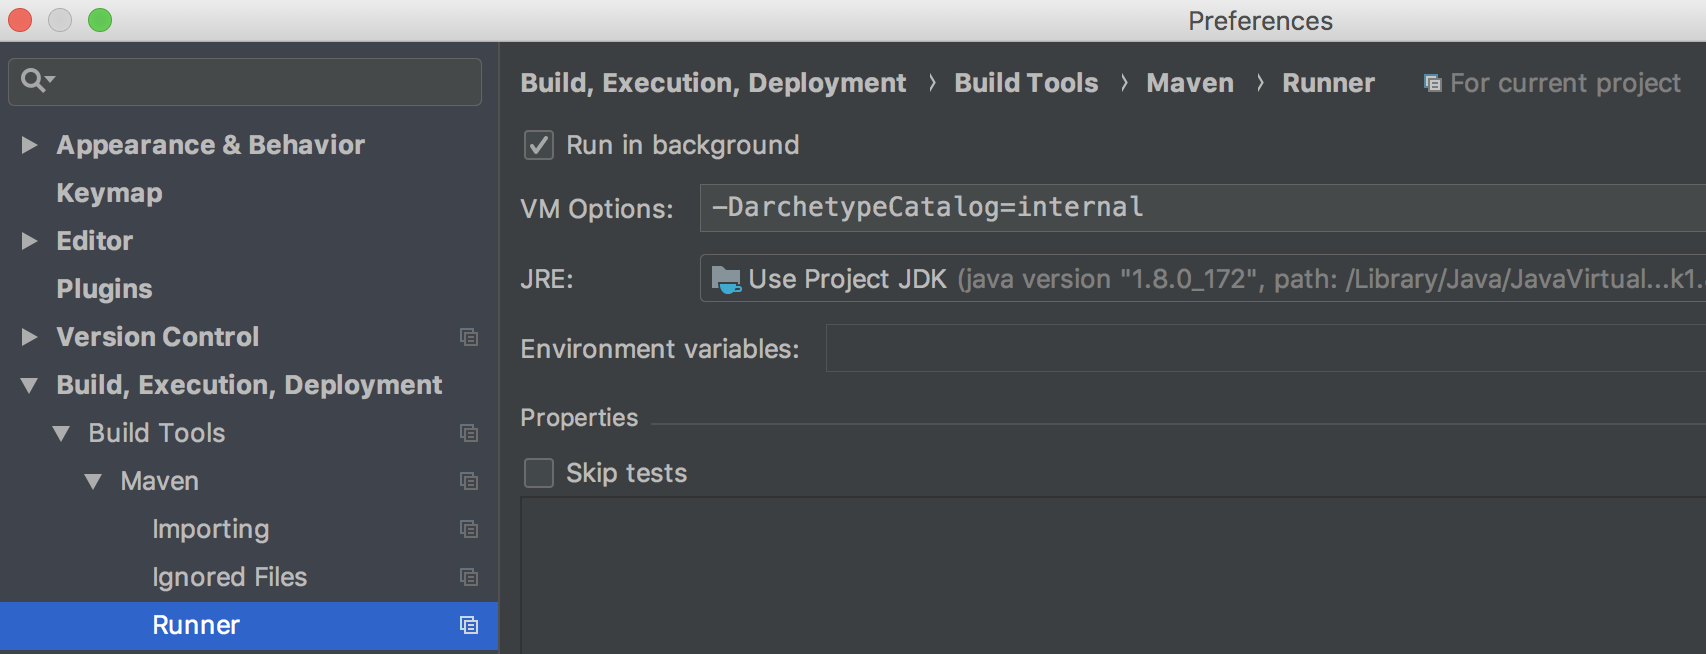 Preferences
Appearance & Behavior
Keymap
Editor
Plugins
Version Control
Build, Execution, Deployment
Build Tools
Maven
Importing
Ignored Files
Runner
Build, Execution, Deployment › Build Tools › Maven › Runner For current project
Run in background
VM Options: -DarchetypeCatalog=internal
JRE: Use Project JDK (java version "1.8.0_172", path: /Library/Java/JavaVirtual...k1.
Environment variables:
Properties
Skip tests